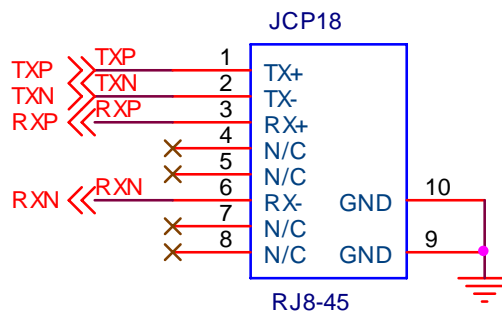 JCP18
TXP TXP 1 TX+
TXN TXN 2 TX-
RXP RXP 3 RX+
4 N/C
5 N/C
RXN RXN 6 RX- GND 10
7 N/C
8 N/C GND 9
RJ8-45